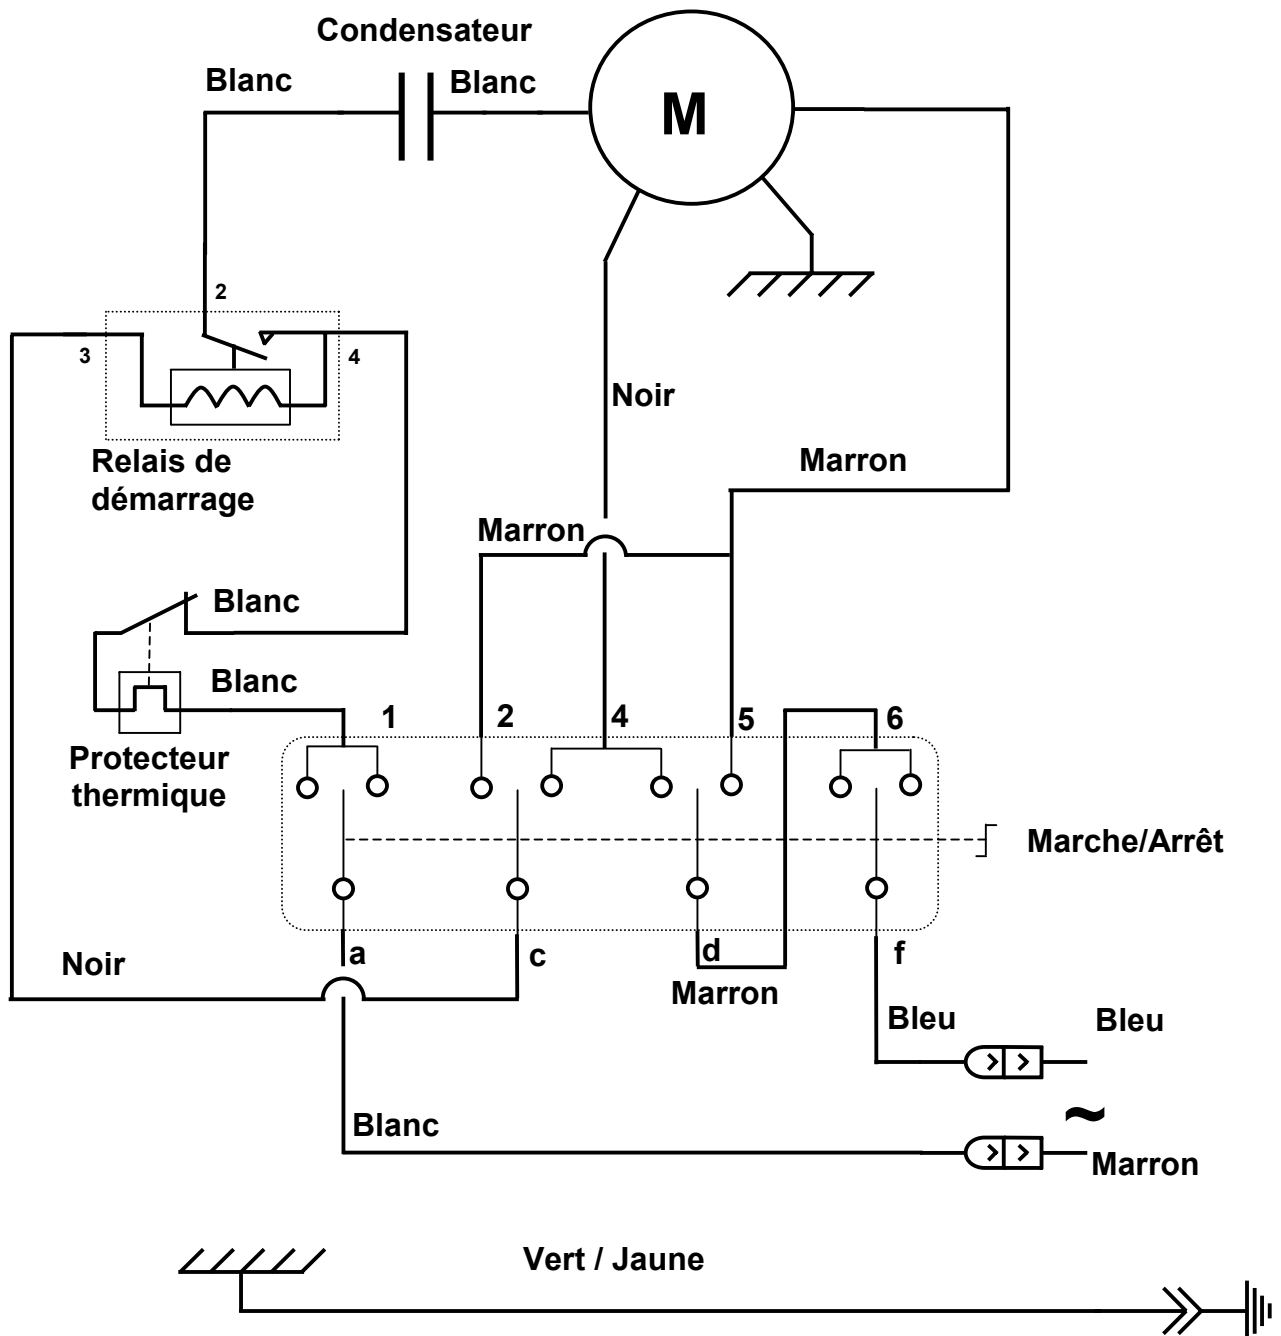 Condensateur
Blanc
Blanc
M
2
3
4
Noir
Relais de
démarrage
Marron
Marron
Blanc
Blanc
1
2
4
5
6
Protecteur
thermique
Marche/Arrêt
a
c
d
f
Noir
Marron
Bleu
Bleu
~
Blanc
Marron
Vert / Jaune